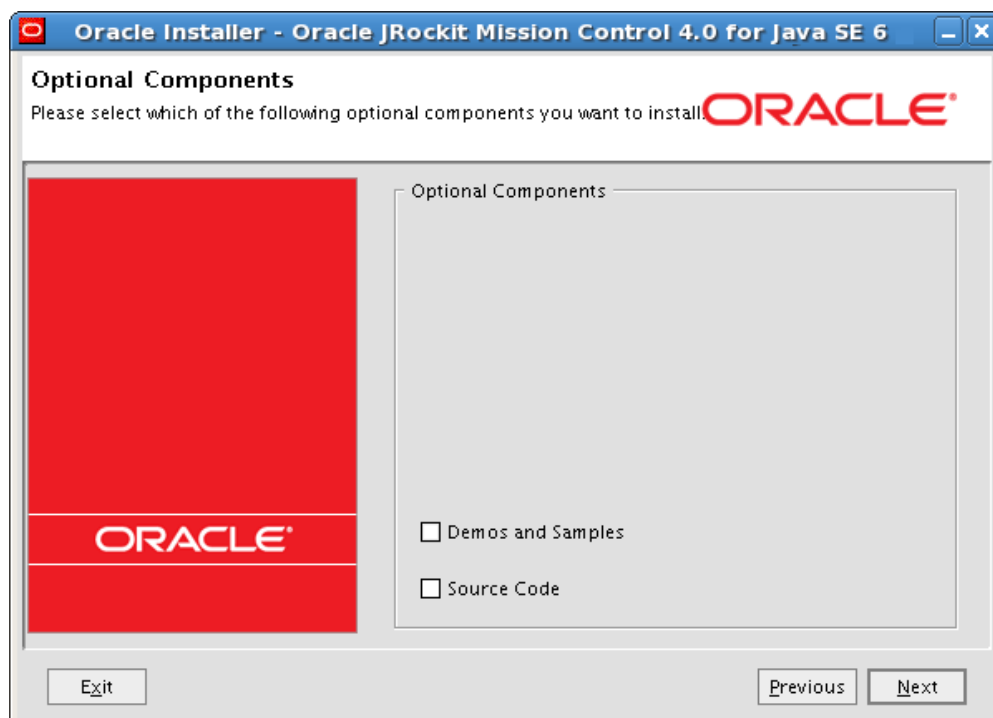 Oracle Installer - Oracle JRockit Mission Control 4.0 for Java SE 6
Optional Components
Please select which of the following optional components you want to install.
ORACLE
Optional Components
ORACLE
Demos and Samples
Source Code
Exit
Previous
Next